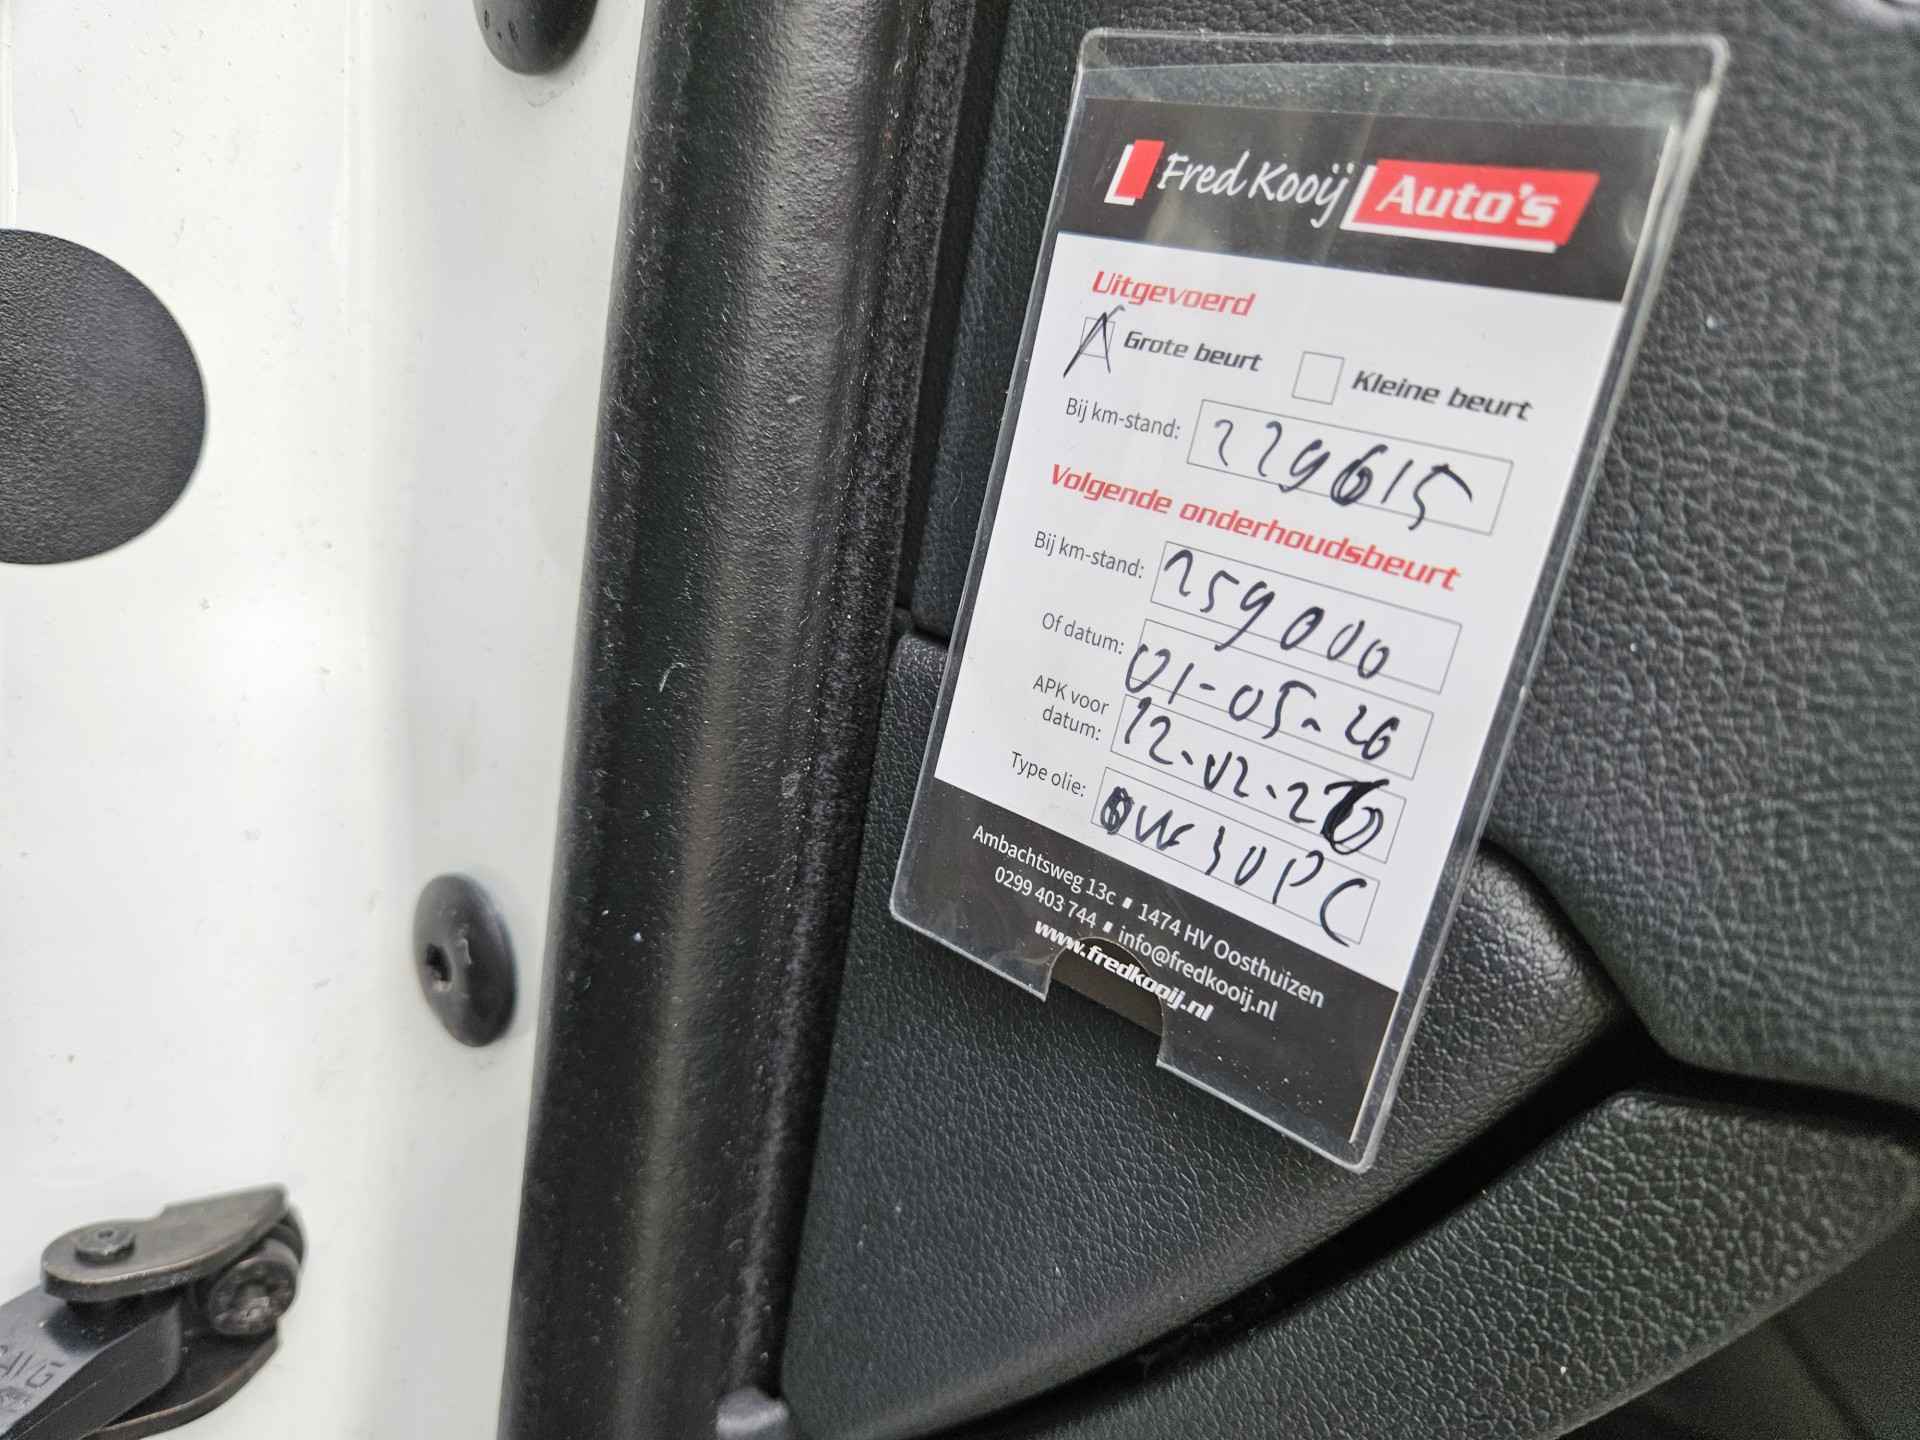 Fred Kooij Auto's
Uitgevoerd
Grote beurt Kleine beurt
Bij km-stand: 229615
Volgende onderhoudsbeurt
Bij km-stand: 259000
Of datum: 01-05-26
APK voor
datum: 12-02-26
Type olie: 0W30PC
Ambachtsweg 13c ▪ 1474 HV Oosthuizen
0299 403 744 ▪ info@fredkooij.nl
www.fredkooij.nl